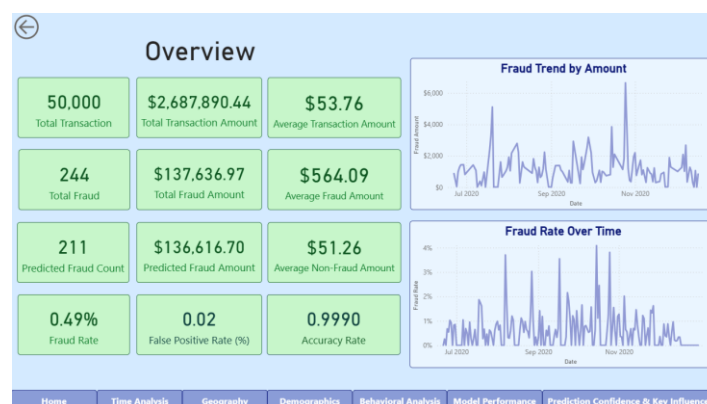 Overview
50,000
Total Transaction
$2,687,890.44
Total Transaction Amount
$53.76
Average Transaction Amount
244
Total Fraud
$137,636.97
Total Fraud Amount
$564.09
Average Fraud Amount
211
Predicted Fraud Count
$136,616.70
Predicted Fraud Amount
$51.26
Average Non-Fraud Amount
0.49%
Fraud Rate
0.02
False Positive Rate (%)
0.9990
Accuracy Rate
Fraud Trend by Amount
Fraud Amount
$6,000
$4,000
$2,000
$0
Jul 2020
Sep 2020
Nov 2020
Date
Fraud Rate Over Time
Fraud Rate
4%
3%
2%
1%
0%
Jul 2020
Sep 2020
Nov 2020
Date
Home
Time Analysis
Geography
Demographics
Behavioral Analysis
Model Performance
Prediction Confidence & Key Influence